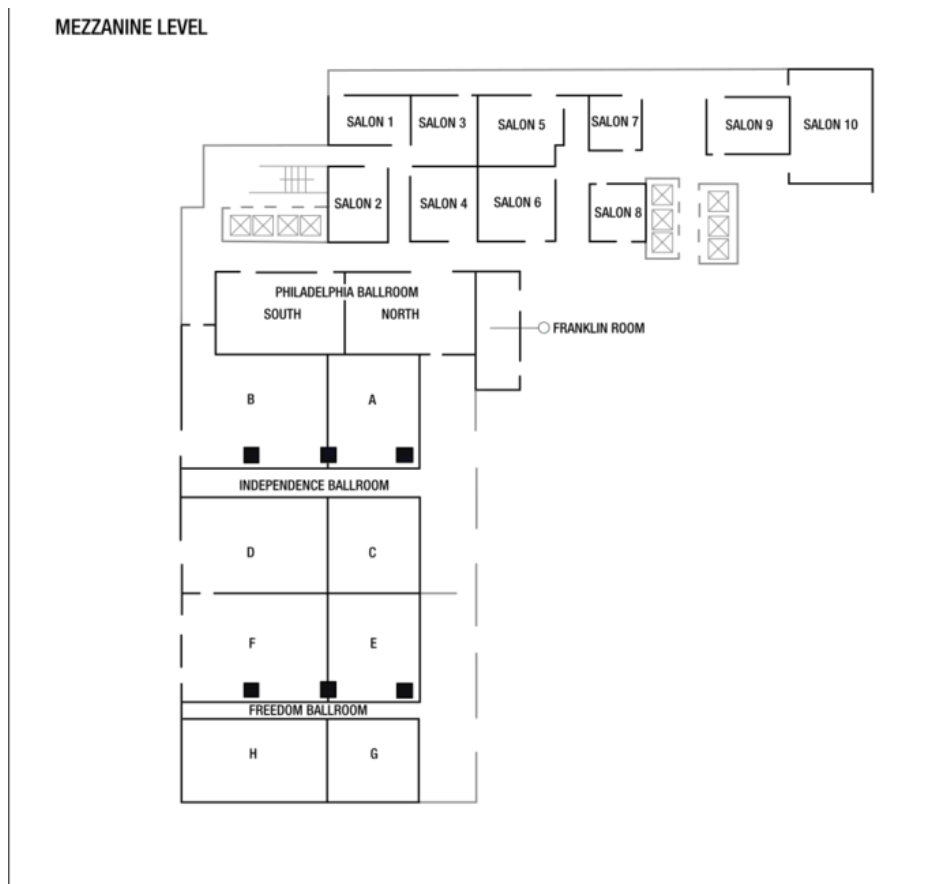 MEZZANINE LEVEL
SALON 1
SALON 3
SALON 5
SALON 7
SALON 9
SALON 10
SALON 2
SALON 4
SALON 6
SALON 8
PHILADELPHIA BALLROOM
SOUTH
NORTH
FRANKLIN ROOM
B
A
INDEPENDENCE BALLROOM
D
C
F
E
FREEDOM BALLROOM
H
G